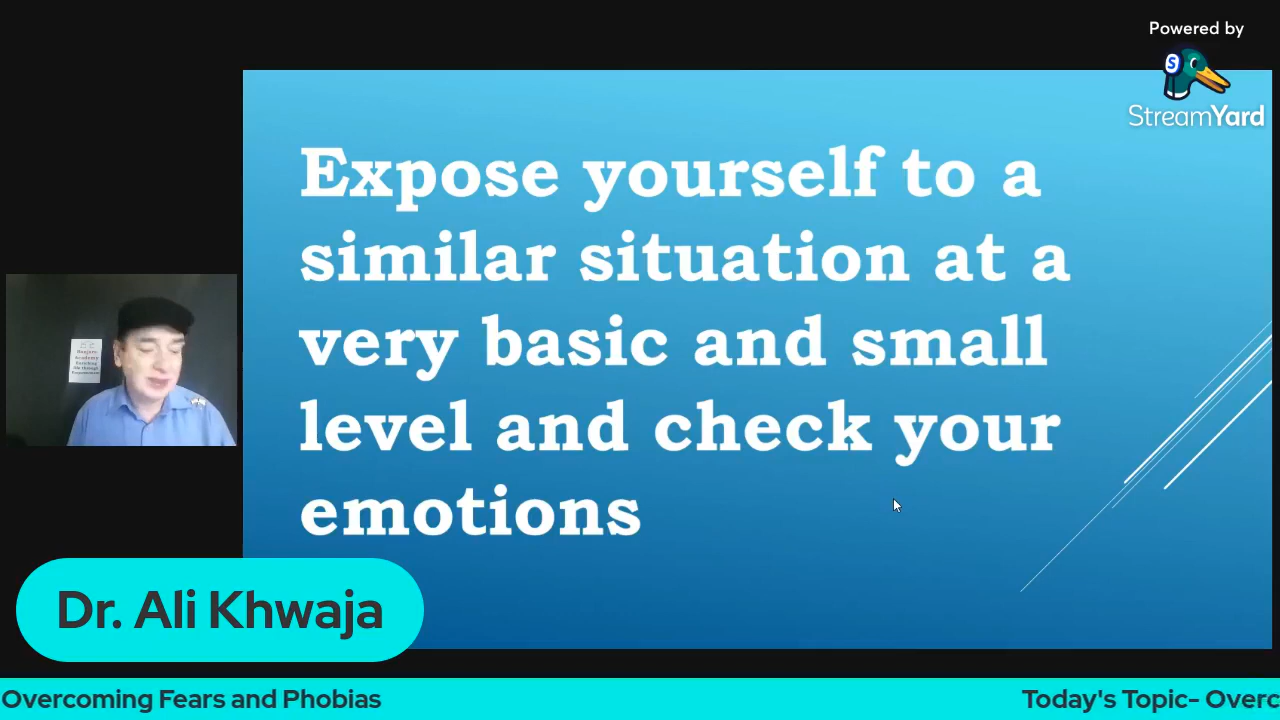 Powered by
StreamYard
Expose yourself to a
similar situation at a
very basic and small
level and check your
emotions
Dr. Ali Khwaja
Overcoming Fears and Phobias
Today's Topic- Overc